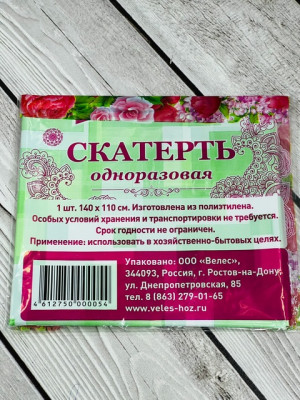 СКАТЕРТЬ
одноразовая
1 шт. 140 х 110 см. Изготовлена из полиэтилена.
Особых условий хранения и транспортировки не требуется.
Срок годности не ограничен.
Применение: использовать в хозяйственно-бытовых целях.
Упаковано: ООО «Велес»,
344093, Россия, г. Ростов-на-Дону,
ул. Днепропетровская, 85
тел. 8 (863) 279-01-65
www.veles-hoz.ru
4 612750 000054